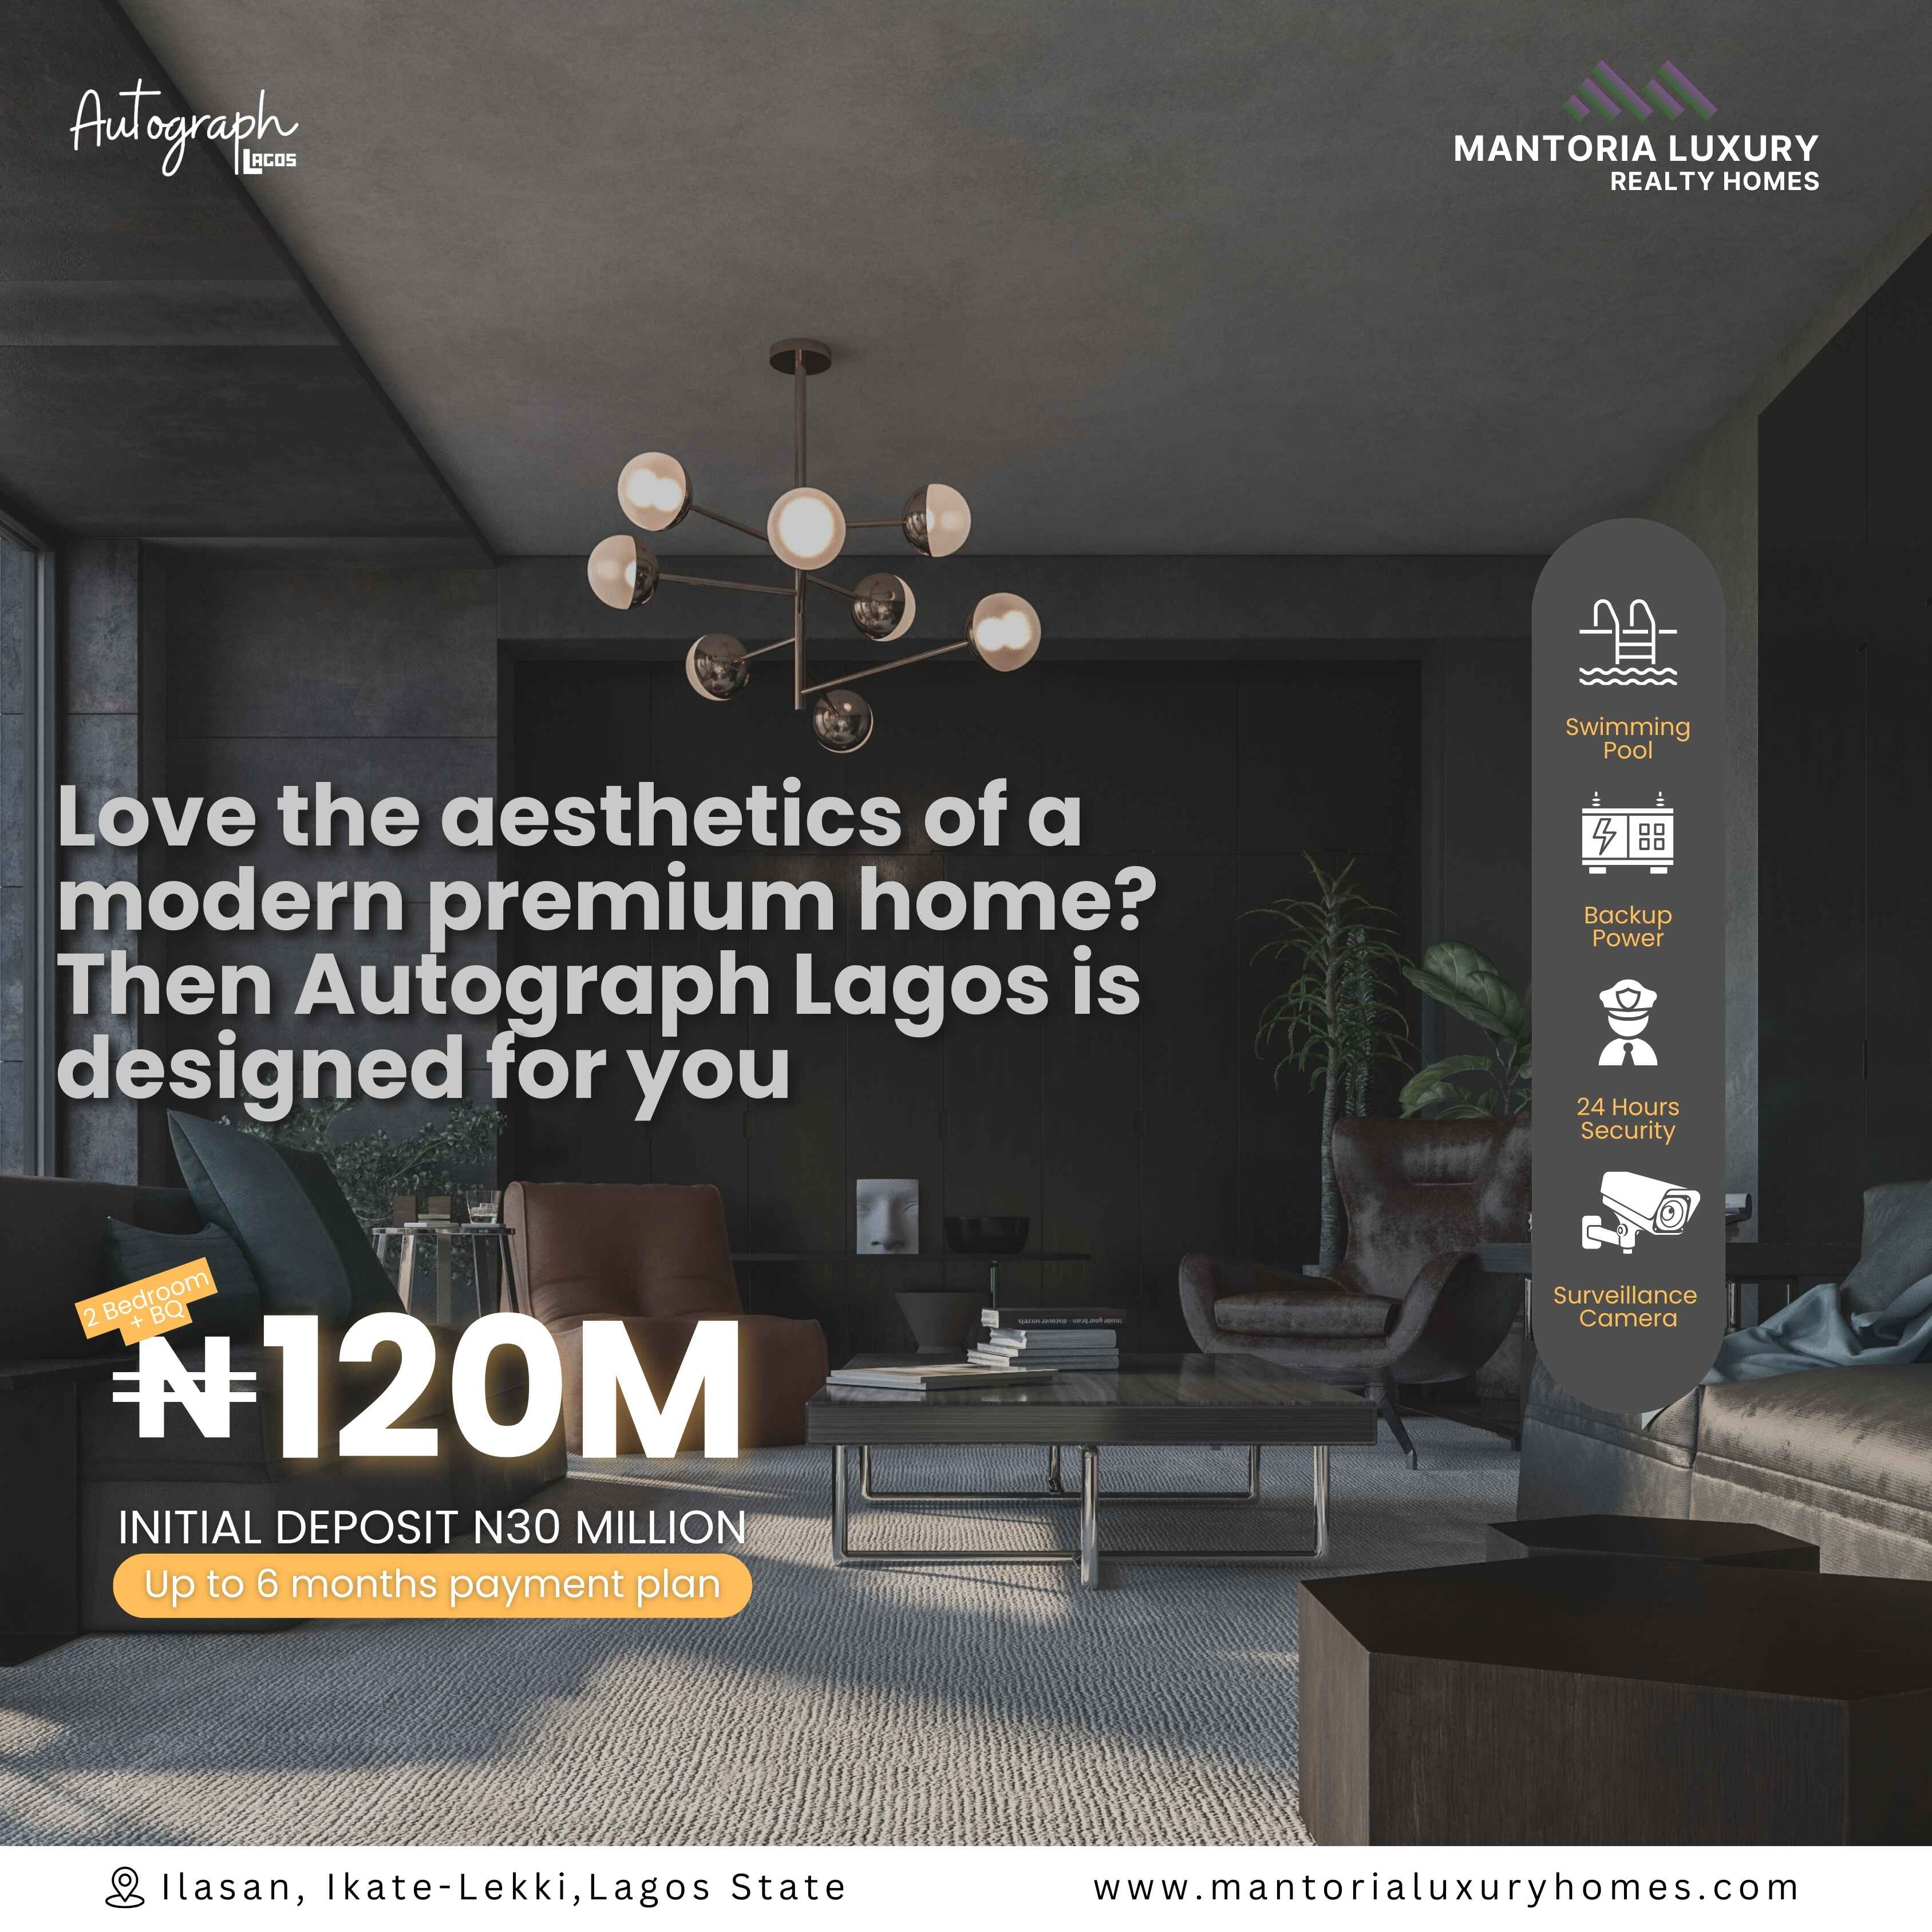 Autograph
LAGOS
MANTORIA LUXURY
REALTY HOMES
Swimming
Pool
Backup
Power
24 Hours
Security
Surveillance
Camera
Love the aesthetics of a
modern premium home?
Then Autograph Lagos is
designed for you
2 Bedroom
+ BQ
₦120M
INITIAL DEPOSIT N30 MILLION
Up to 6 months payment plan
Ilasan, Ikate-Lekki,Lagos State
www.mantorialuxuryhomes.com